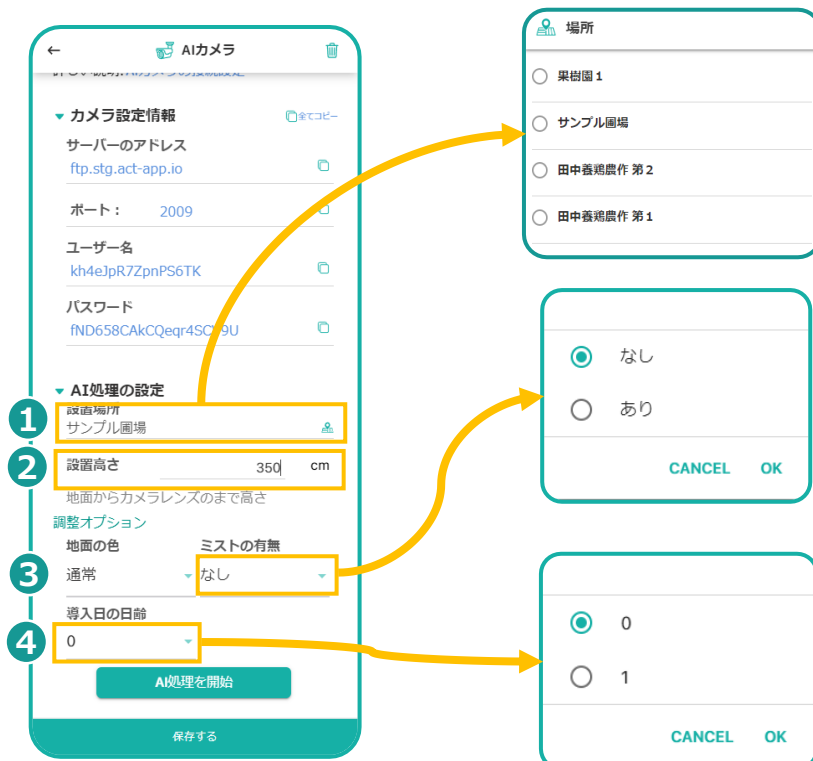 AIカメラ
カメラ設定情報
全てコピー
サーバーのアドレス
ftp.stg.act-app.io
ポート：
2009
ユーザー名
kh4eJpR7ZpnPS6TK
パスワード
AI処理の設定
1
設置場所
サンプル圃場
2
設置高さ
350
cm
地面からカメラレンズのまで高さ
調整オプション
地面の色
ミストの有無
3
通常
なし
導入日の日齢
4
0
AI処理を開始
保存する
場所
果樹園１
サンプル圃場
田中養鶏農作 第２
田中養鶏農作 第１
なし
あり
CANCEL OK
0
1
CANCEL OK